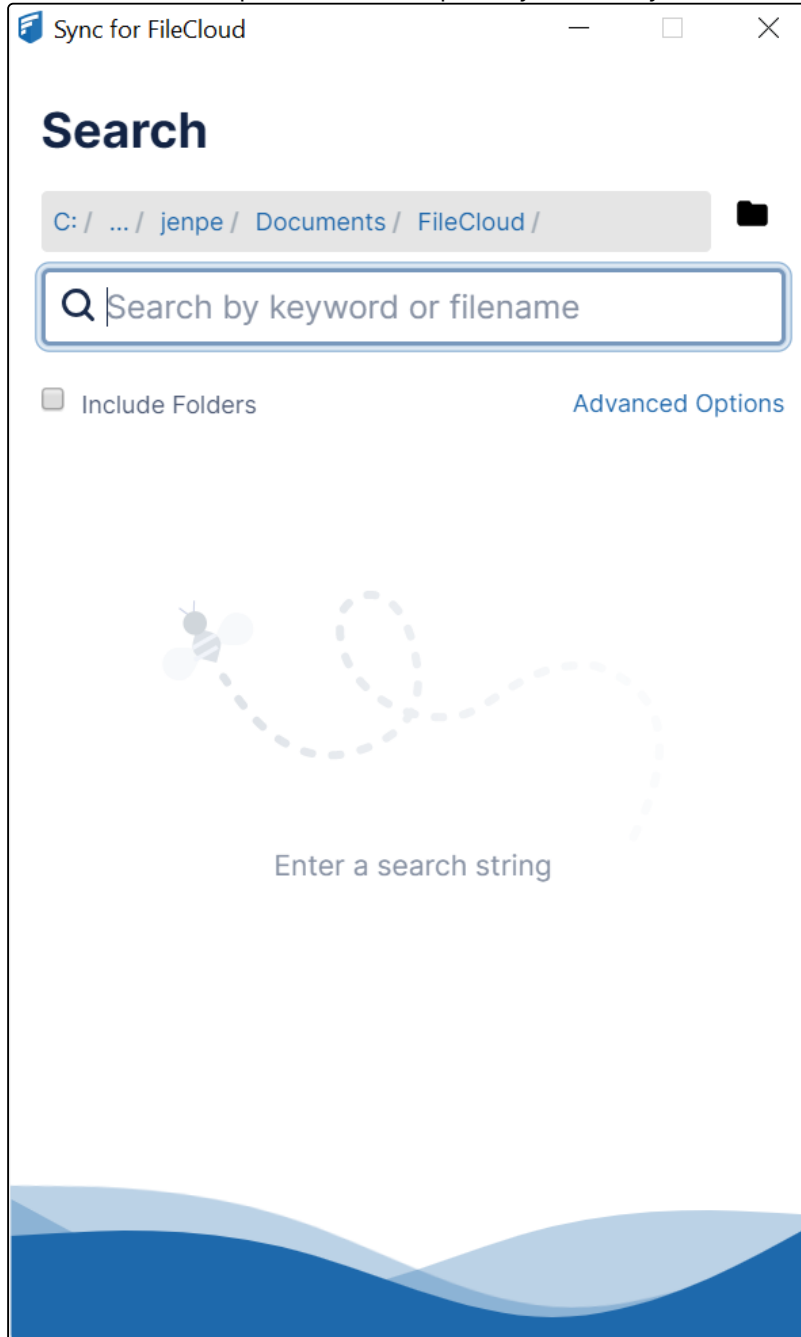 Sync for FileCloud
Search
C: / ... / jenpe / Documents / FileCloud /
Search by keyword or filename
Include Folders Advanced Options
Enter a search string